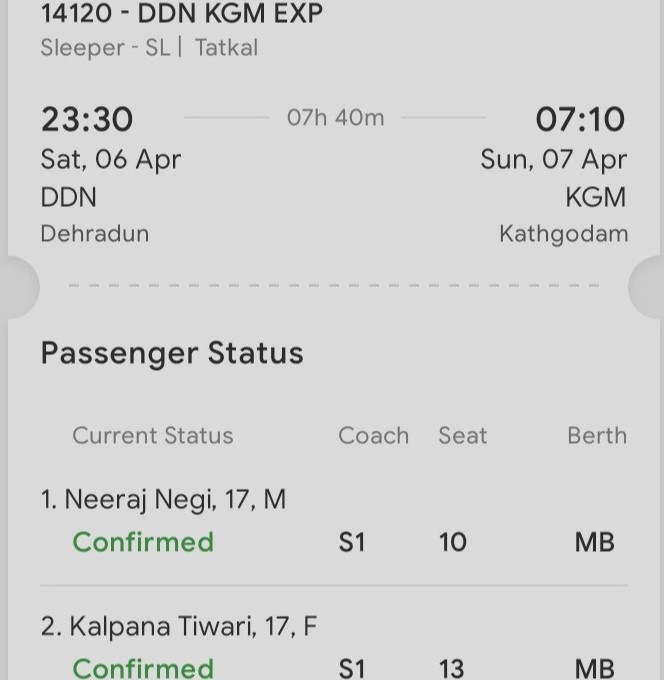 14120 - DDN KGM EXP
Sleeper - SL | Tatkal
23:30 07h 40m 07:10
Sat, 06 Apr Sun, 07 Apr
DDN KGM
Dehradun Kathgodam
Passenger Status
Current Status Coach Seat Berth
1. Neeraj Negi, 17, M
Confirmed S1 10 MB
2. Kalpana Tiwari, 17, F
Confirmed S1 13 MB